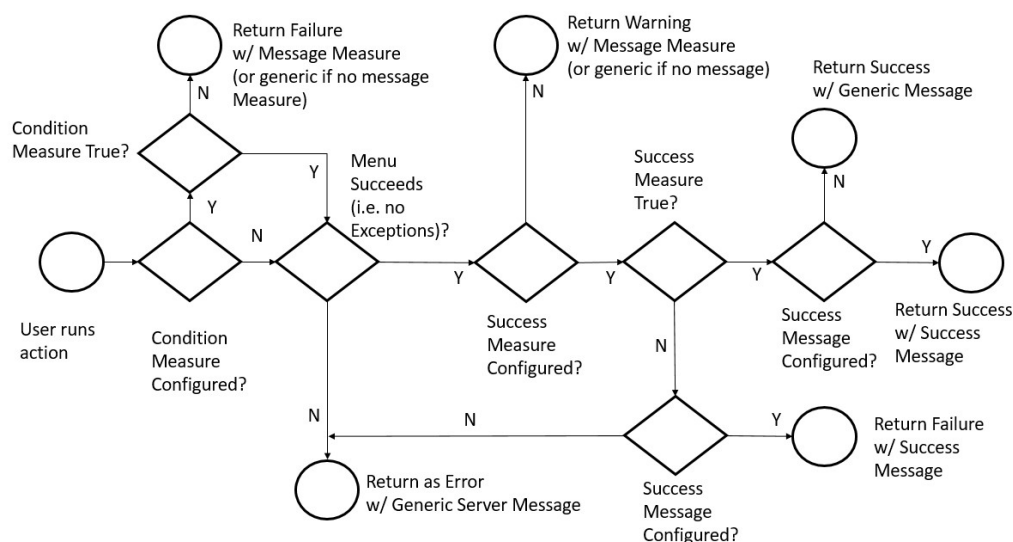 Return Failure
w/ Message Measure
(or generic if no message
Measure)
N
Condition
Measure True?
Y
Y
N
User runs
action
Condition
Measure
Configured?
Menu
Succeeds
(i.e. no
Exceptions)?
Y
N
Return as Error
w/ Generic Server Message
Return Warning
w/ Message Measure
(or generic if no message)
N
Success
Measure
Configured?
Y
Success
Measure
True?
Y
N
Success
Message
Configured?
N
Y
Return Failure
w/ Success
Message
Return Success
w/ Generic Message
N
Success
Message
Configured?
Y
Return Success
w/ Success
Message